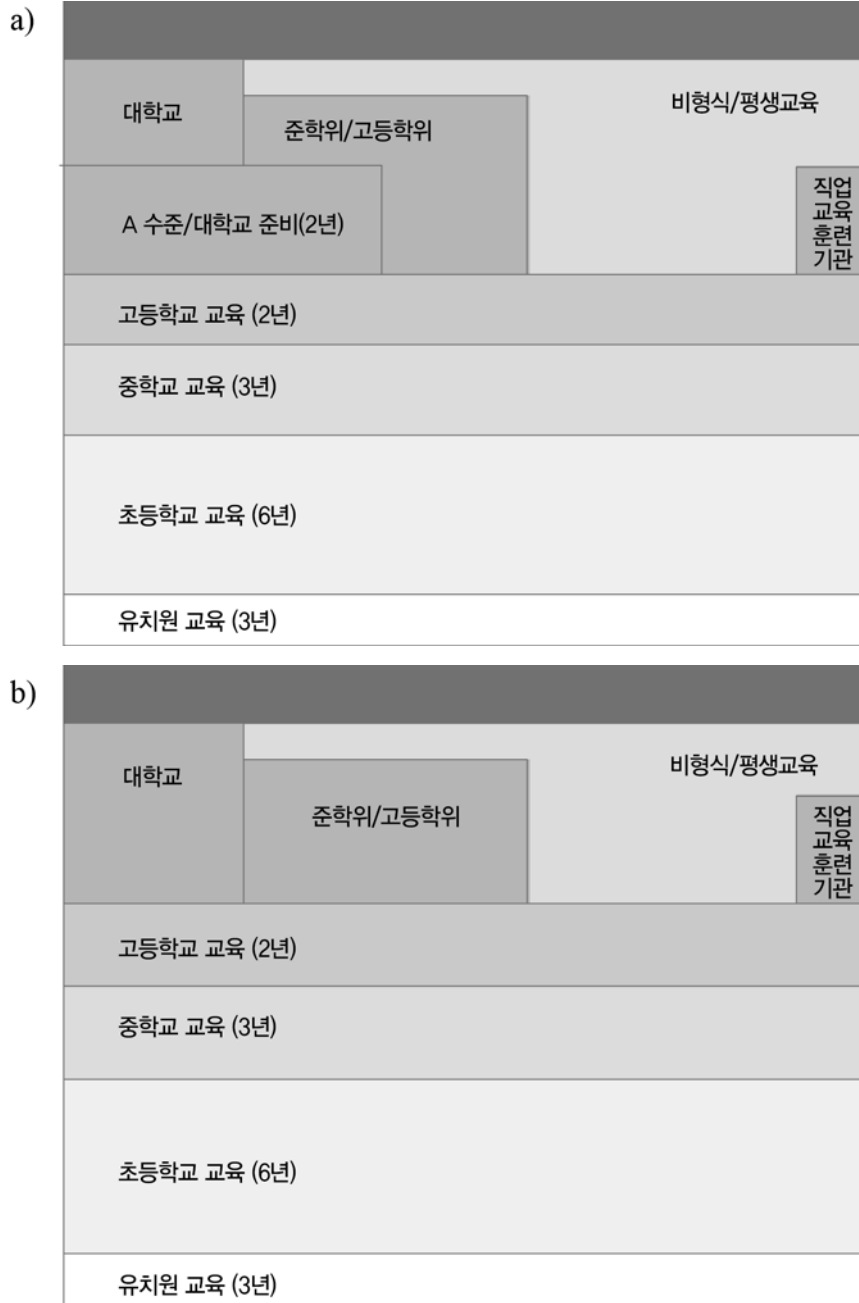 a)
대학교
준학위/고등학위
비형식/평생교육
A 수준/대학교 준비(2년)
직업
교육
훈련
기관
고등학교 교육 (2년)
중학교 교육 (3년)
초등학교 교육 (6년)
유치원 교육 (3년)
b)
대학교
준학위/고등학위
비형식/평생교육
직업
교육
훈련
기관
고등학교 교육 (2년)
중학교 교육 (3년)
초등학교 교육 (6년)
유치원 교육 (3년)